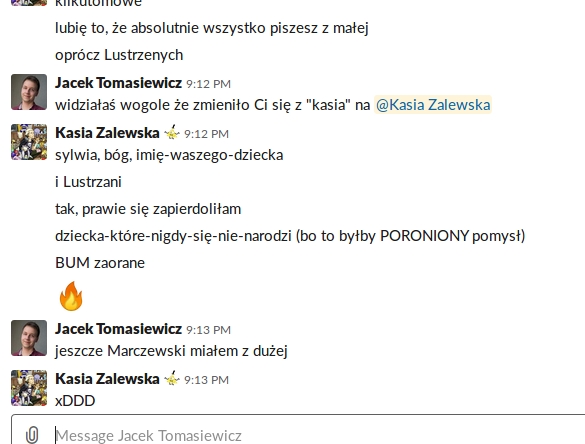 kilkutomowe
lubię to, że absolutnie wszystko piszesz z małej
oprócz Lustrzenych
Jacek Tomasiewicz 9:12 PM
widziałaś wogole że zmieniło Ci się z "kasia" na @Kasia Zalewska
Kasia Zalewska 9:12 PM
sylwia, bóg, imię-waszego-dziecka
i Lustrzani
tak, prawie się zapierdoliłam
dziecka-które-nigdy-się-nie-narodzi (bo to byłby PORONIONY pomysł)
BUM zaorane
Jacek Tomasiewicz 9:13 PM
jeszcze Marczewski miałem z dużej
Kasia Zalewska 9:13 PM
xDDD
Message Jacek Tomasiewicz